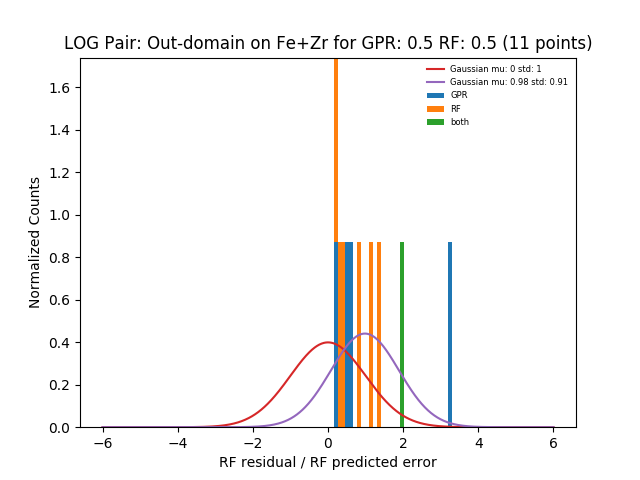 LOG Pair: Out-domain on Fe+Zr for GPR: 0.5 RF: 0.5 (11 points)
Gaussian mu: 0 std: 1
Gaussian mu: 0.98 std: 0.91
GPR
RF
both
Normalized Counts
1.6
1.4
1.2
1.0
0.8
0.6
0.4
0.2
0.0
−6 −4 −2 0 2 4 6
RF residual / RF predicted error